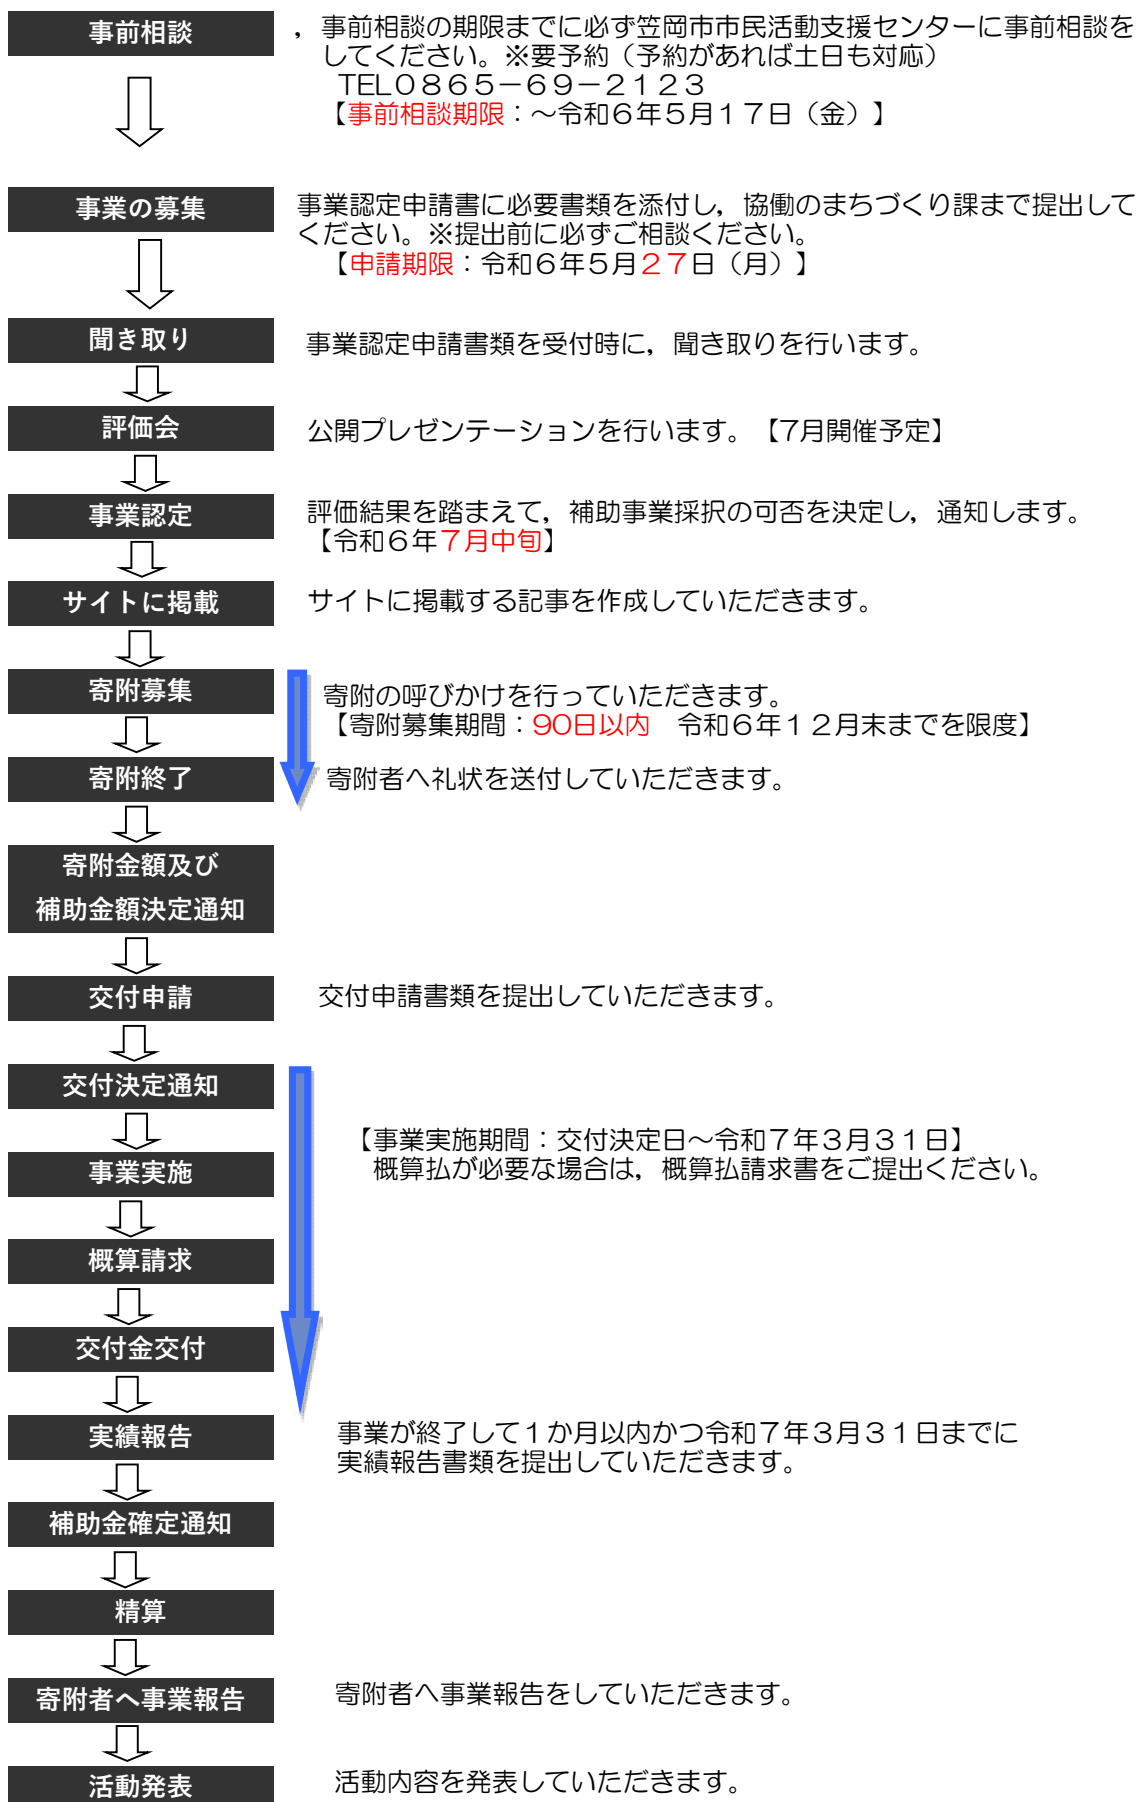 事前相談
，事前相談の期限までに必ず笠岡市市民活動支援センターに事前相談を
してください。※要予約（予約があれば土日も対応）
TEL０８６５－６９－２１２３
【事前相談期限：～令和６年５月１７日（金）】
事業の募集
事業認定申請書に必要書類を添付し，協働のまちづくり課まで提出して
ください。※提出前に必ずご相談ください。
【申請期限：令和６年５月２７日（月）】
聞き取り
事業認定申請書類を受付時に，聞き取りを行います。
評価会
公開プレゼンテーションを行います。【7月開催予定】
事業認定
評価結果を踏まえて，補助事業採択の可否を決定し，通知します。
【令和６年７月中旬】
サイトに掲載
サイトに掲載する記事を作成していただきます。
寄附募集
寄附の呼びかけを行っていただきます。
【寄附募集期間：90日以内　令和６年１２月末までを限度】
寄附終了
寄附者へ礼状を送付していただきます。
寄附金額及び
補助金額決定通知
交付申請
交付申請書類を提出していただきます。
交付決定通知
【事業実施期間：交付決定日～令和７年３月３１日】
概算払が必要な場合は，概算払請求書をご提出ください。
事業実施
概算請求
交付金交付
実績報告
事業が終了して１か月以内かつ令和７年３月３１日までに
実績報告書類を提出していただきます。
補助金確定通知
精算
寄附者へ事業報告
寄附者へ事業報告をしていただきます。
活動発表
活動内容を発表していただきます。